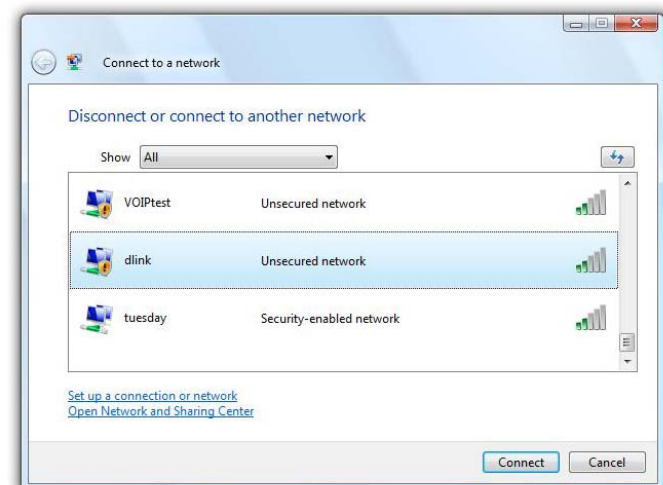 Connect to a network
Disconnect or connect to another network
Show All
VOIPtest Unsecured network
dlink Unsecured network
tuesday Security-enabled network
Set up a connection or network
Open Network and Sharing Center
Connect Cancel